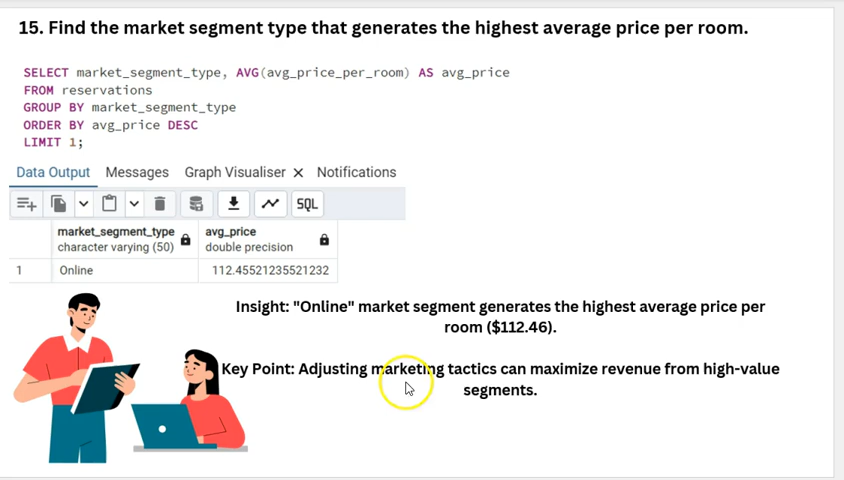 15. Find the market segment type that generates the highest average price per room.
SELECT market_segment_type, AVG(avg_price_per_room) AS avg_price
FROM reservations
GROUP BY market_segment_type
ORDER BY avg_price DESC
LIMIT 1;
Data Output Messages Graph Visualiser × Notifications
SQL
market_segment_type avg_price
character varying (50) double precision
1 Online 112.45521235521232
Insight: "Online" market segment generates the highest average price per
room ($112.46).
Key Point: Adjusting marketing tactics can maximize revenue from high-value
segments.